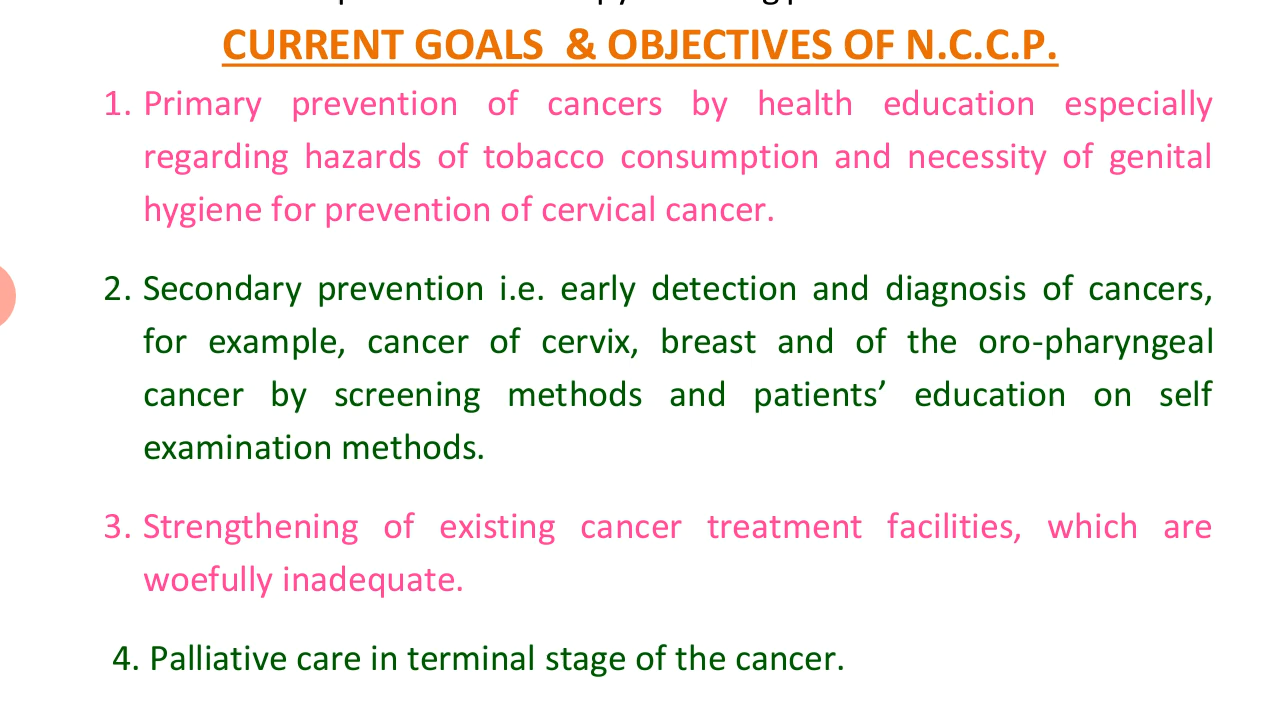 CURRENT GOALS & OBJECTIVES OF N.C.C.P.
1. Primary prevention of cancers by health education especially
regarding hazards of tobacco consumption and necessity of genital
hygiene for prevention of cervical cancer.
2. Secondary prevention i.e. early detection and diagnosis of cancers,
for example, cancer of cervix, breast and of the oro-pharyngeal
cancer by screening methods and patients’ education on self
examination methods.
3. Strengthening of existing cancer treatment facilities, which are
woefully inadequate.
4. Palliative care in terminal stage of the cancer.